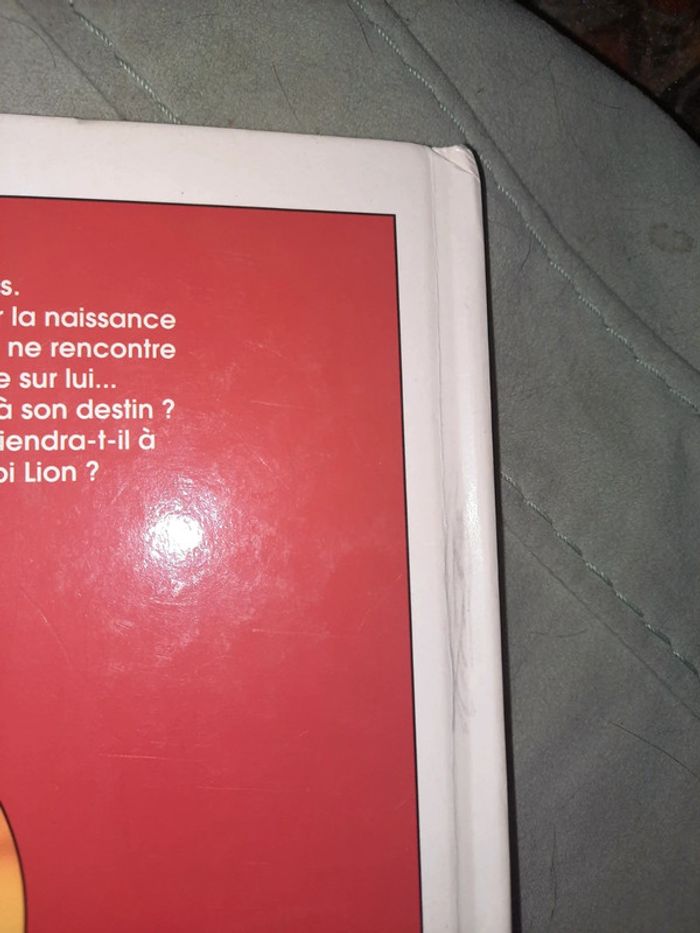 s.
la naissance
ne rencontre
sur lui...
à son destin ?
iendra-t-il à
oi Lion ?